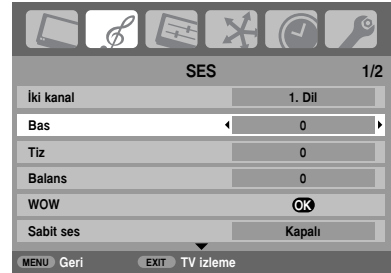 SES 1/2
İki kanal 1. Dil
Bas 0
Tiz 0
Balans 0
WOW OK
Sabit ses Kapalı
MENU Geri EXIT TV izleme